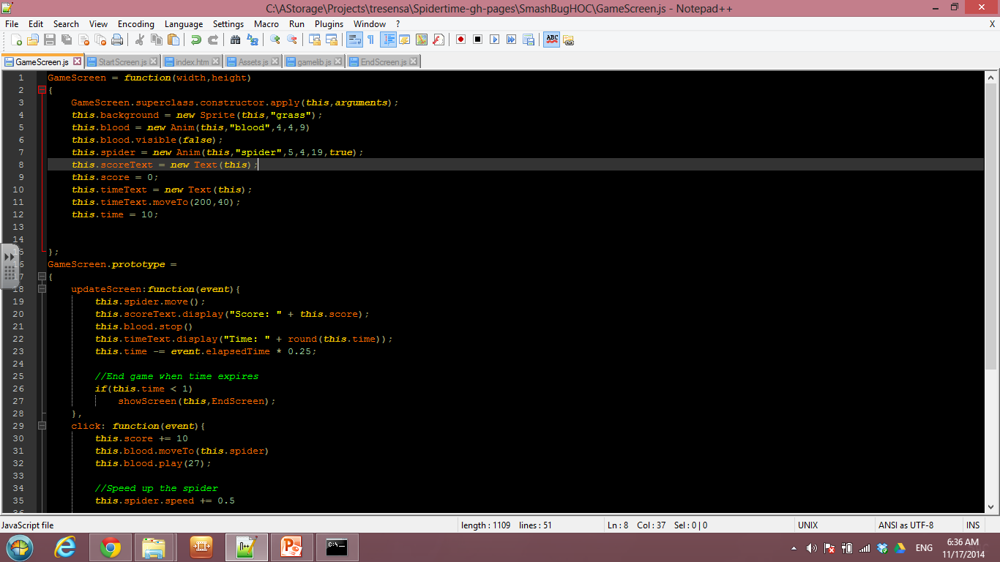 C:\AStorage\Projects\tresensa\Spidertime-gh-pages\SmashBugHOC\GameScreen.js - Notepad++
File Edit Search View Encoding Language Settings Macro Run Plugins Window ? X
ABC
GameScreen.js StartScreen.js index.htm Assets.js gamelib.js EndScreen.js
1 GameScreen = function(width,height)
2 {
3 GameScreen.superclass.constructor.apply(this,arguments);
4 this.background = new Sprite(this,"grass");
5 this.blood = new Anim(this,"blood",4,4,9)
6 this.blood.visible(false);
7 this.spider = new Anim(this,"spider",5,4,19,true);
8 this.scoreText = new Text(this);
9 this.score = 0;
10 this.timeText = new Text(this);
11 this.timeText.moveTo(200,40);
12 this.time = 10;
13
14
15 };
16 GameScreen.prototype =
17 {
18 updateScreen:function(event){
19 this.spider.move();
20 this.scoreText.display("Score: " + this.score);
21 this.blood.stop()
22 this.timeText.display("Time: " + round(this.time));
23 this.time -= event.elapsedTime * 0.25;
24
25 //End game when time expires
26 if(this.time < 1)
27 showScreen(this,EndScreen);
28 },
29 click: function(event){
30 this.score += 10
31 this.blood.moveTo(this.spider)
32 this.blood.play(27);
33
34 //Speed up the spider
35 this.spider.speed += 0.5
JavaScript file length : 1109 lines : 51 Ln : 8 Col : 37 Sel : 0 | 0 UNIX ANSI as UTF-8 INS
ENG 6:36 AM
11/17/2014